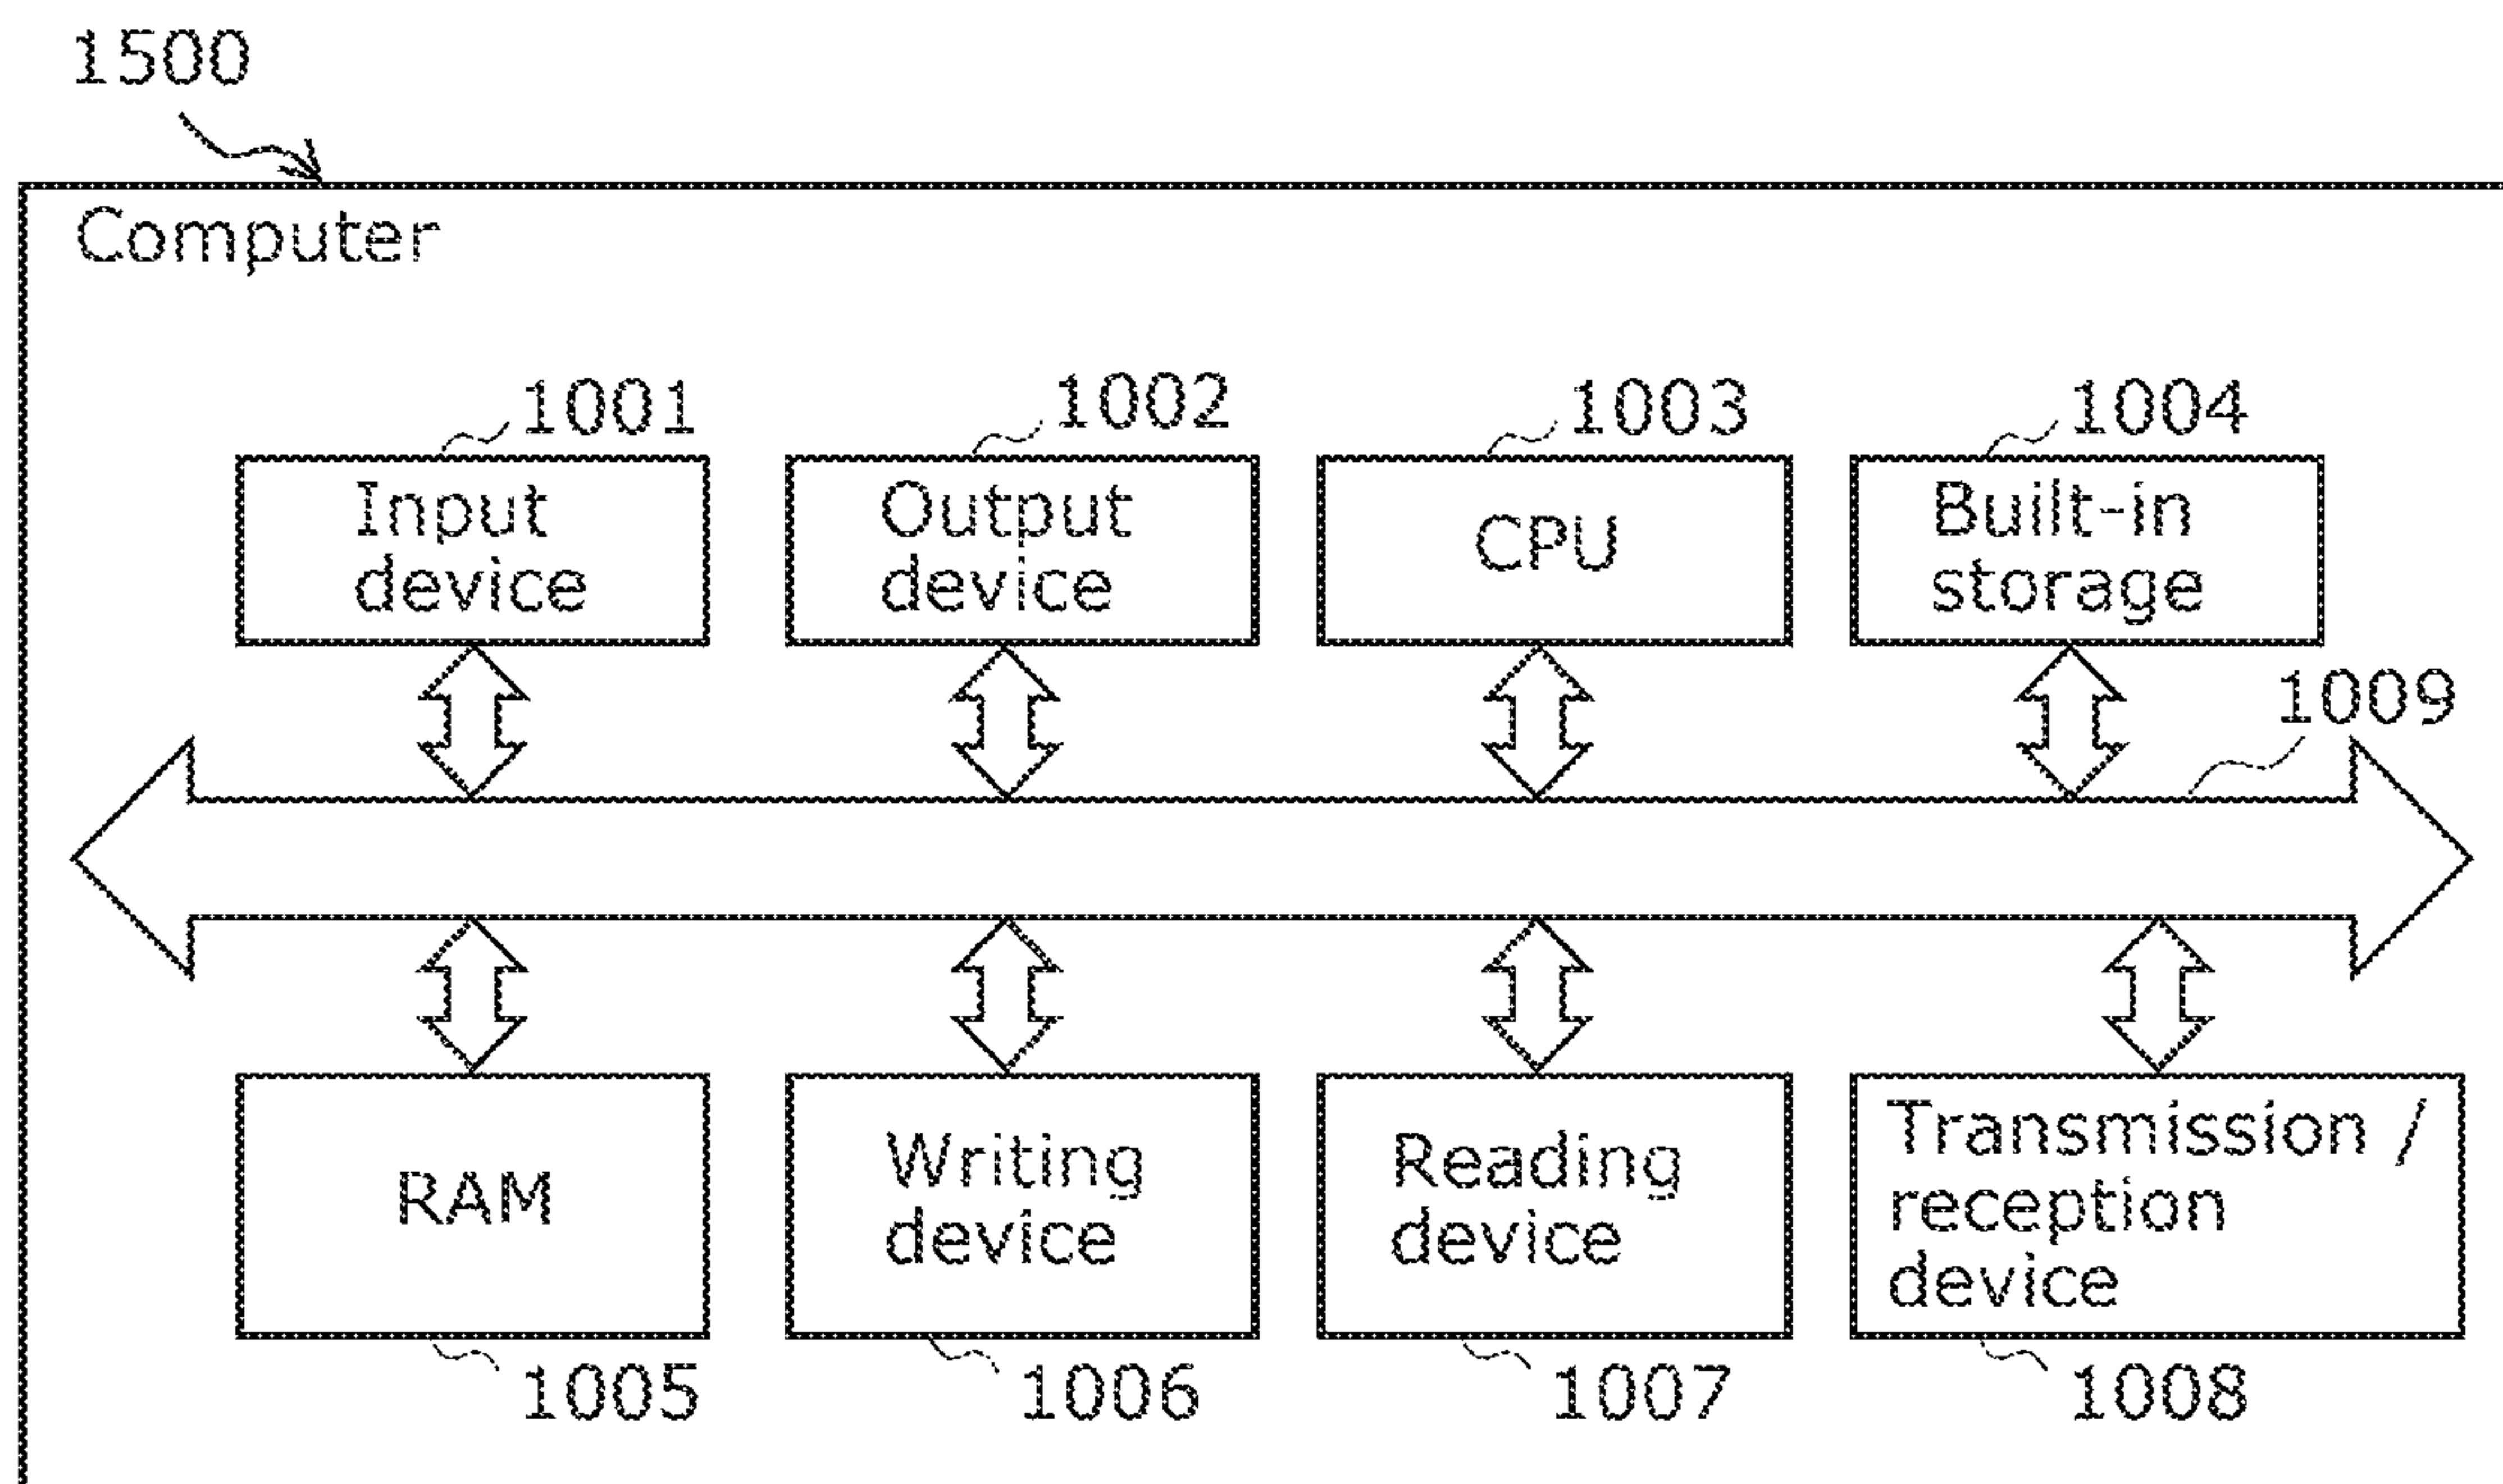 1500
Computer
1001
1002
1003
1004
Input
device
Output
device
CPU
Built-in
storage
1009
RAM
Writing
device
Reading
device
Transmission /
reception
device
1005
1006
1007
1008